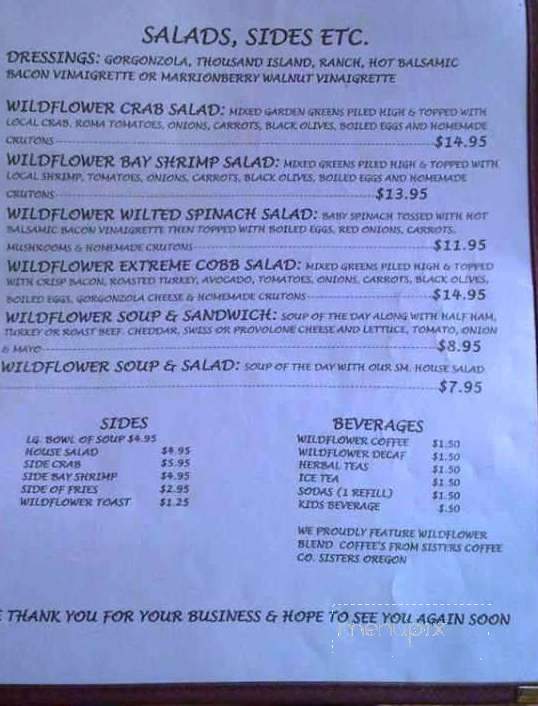 SALADS, SIDES ETC.
DRESSINGS: GORGONZOLA, THOUSAND ISLAND, RANCH, HOT BALSAMIC
BACON VINAIGRETTE OR MARRIONBERRY WALNUT VINAIGRETTE
WILDFLOWER CRAB SALAD: MIXED GARDEN GREENS PILED HIGH & TOPPED WITH
LOCAL CRAB, ROMA TOMATOES, ONIONS, CARROTS, BLACK OLIVES, BOILED EGGS AND HOMEMADE
CRUTONS $14.95
WILDFLOWER BAY SHRIMP SALAD: MIXED GREENS PILED HIGH & TOPPED WITH
LOCAL SHRIMP, TOMATOES, ONIONS, CARROTS, BLACK OLIVES, BOILED EGGS AND HOMEMADE
CRUTONS $13.95
WILDFLOWER WILTED SPINACH SALAD: BABY SPINACH TOSSED WITH HOT
BALSAMIC BACON VINAIGRETTE THEN TOPPED WITH BOILED EGGS, RED ONIONS, CARROTS,
MUSHROOMS & HOMEMADE CRUTONS $11.95
WILDFLOWER EXTREME COBB SALAD: MIXED GREENS PILED HIGH & TOPPED
WITH CRISP BACON, ROASTED TURKEY, AVOCADO, TOMATOES, ONIONS, CARROTS, BLACK OLIVES,
BOILED EGGS, GORGONZOLA CHEESE & HOMEMADE CRUTONS $14.95
WILDFLOWER SOUP & SANDWICH: SOUP OF THE DAY ALONG WITH HALF HAM,
TURKEY OR ROAST BEEF. CHEDDAR, SWISS OR PROVOLONE CHEESE AND LETTUCE, TOMATO, ONION
& MAYO $8.95
WILDFLOWER SOUP & SALAD: SOUP OF THE DAY WITH OUR SM. HOUSE SALAD
$7.95
SIDES
LG. BOWL OF SOUP $4.95
HOUSE SALAD $4.95
SIDE CRAB $5.95
SIDE BAY SHRIMP $4.95
SIDE OF FRIES $2.95
WILDFLOWER TOAST $1.25
BEVERAGES
WILDFLOWER COFFEE $1.50
WILDFLOWER DECAF $1.50
HERBAL TEAS $1.50
ICE TEA $1.50
SODAS (1 REFILL) $1.50
KIDS BEVERAGE $.50
WE PROUDLY FEATURE WILDFLOWER
BLEND COFFEE'S FROM SISTERS COFFEE
CO. SISTERS OREGON
THANK YOU FOR YOUR BUSINESS & HOPE TO SEE YOU AGAIN SOON
menupix